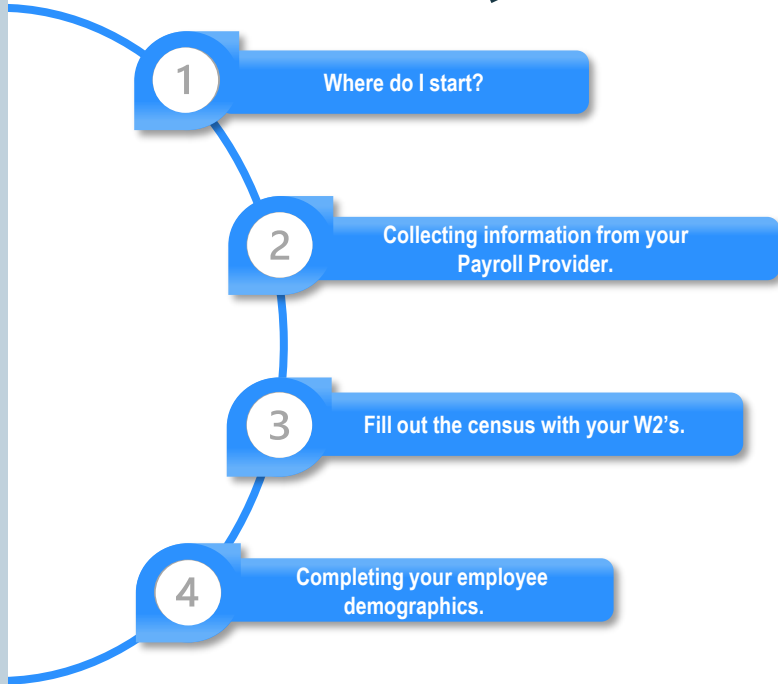 1
Where do I start?
2
Collecting information from your
Payroll Provider.
3
Fill out the census with your W2’s.
4
Completing your employee
demographics.